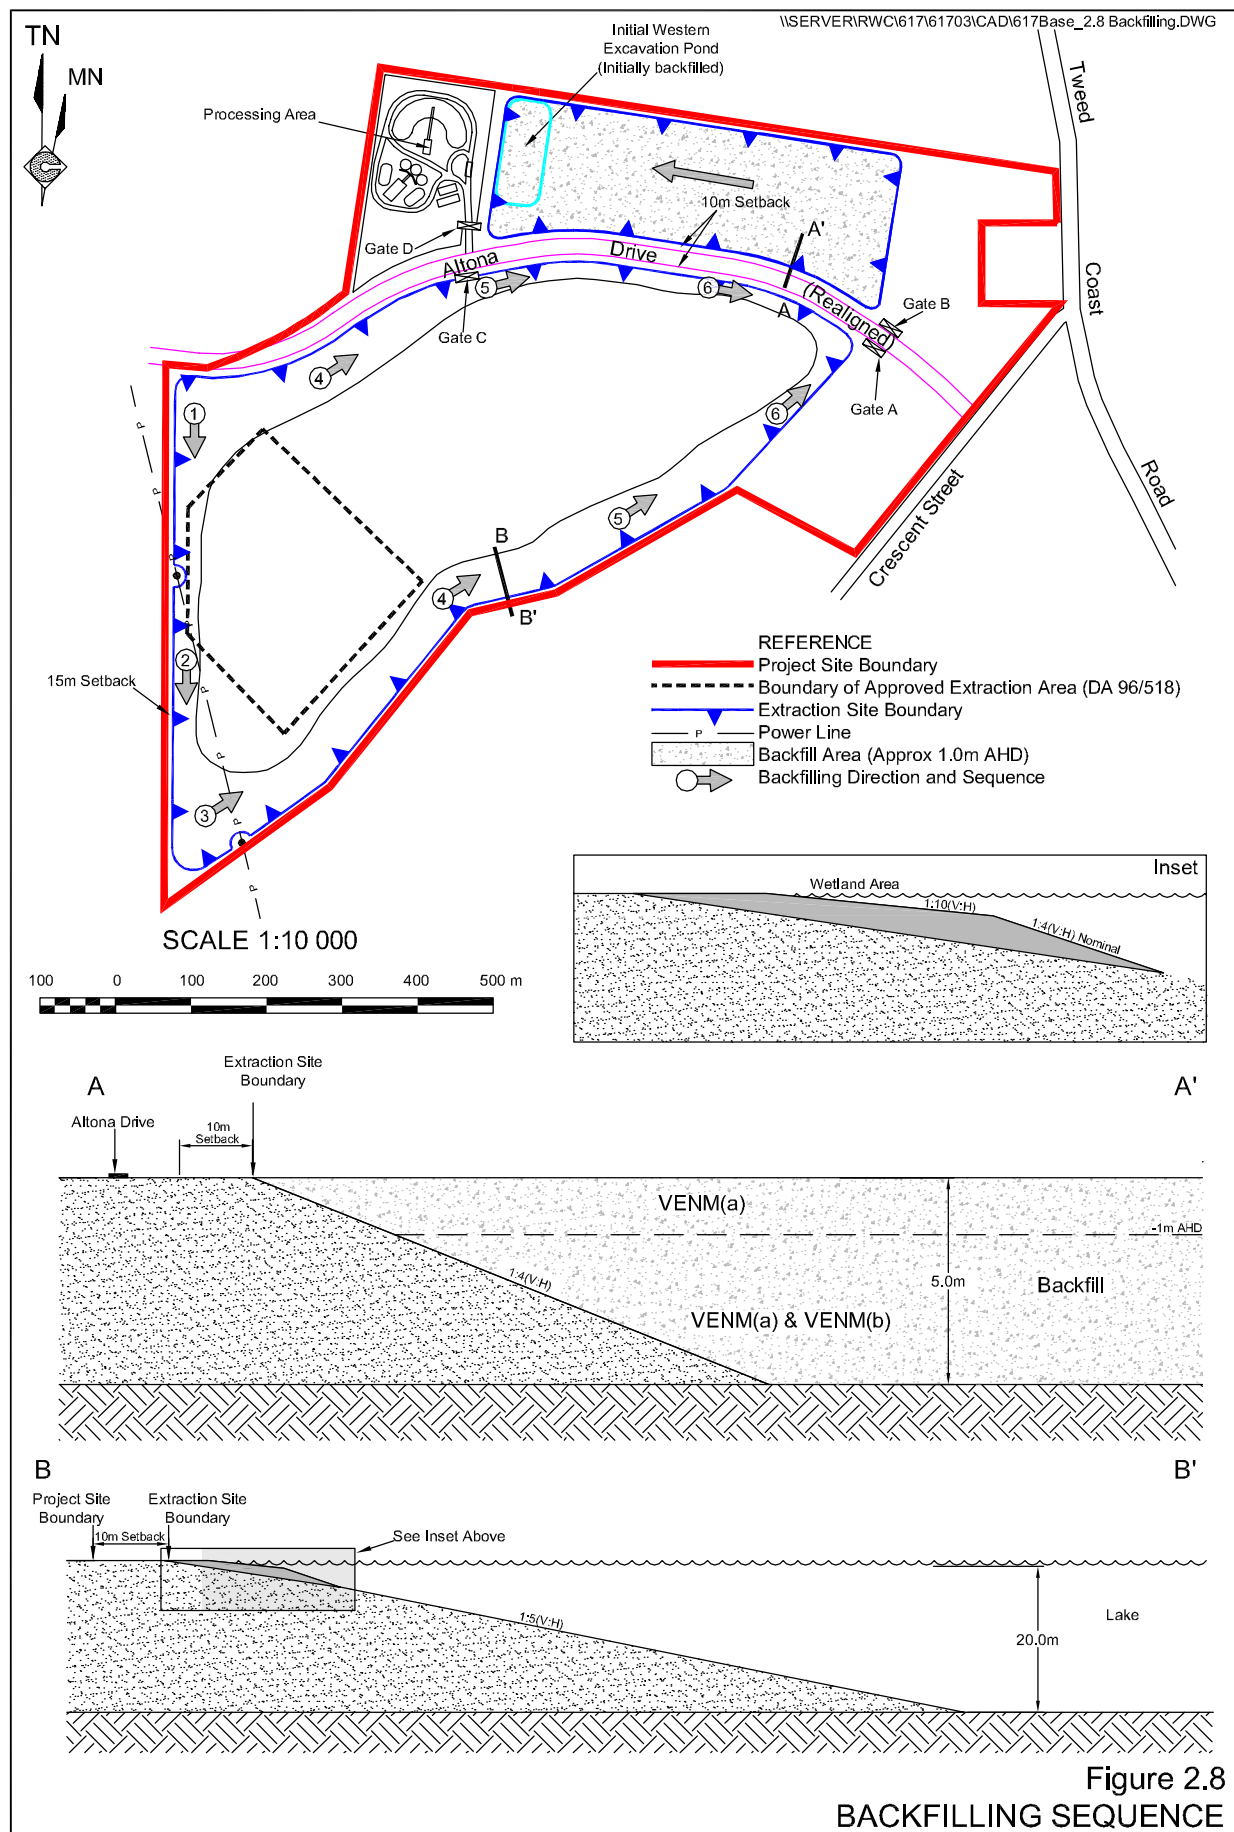 \\SERVER\RWC\617\61703\CAD\617Base_2.8 Backfilling.DWG
TN
MN
Initial Western
Excavation Pond
(Initially backfilled)
Processing Area
Tweed
Coast
Road
10m Setback
A'
Gate D
Altona
Drive
(Realigned)
5
6
A
Gate B
Gate C
4
Gate A
1
6
P
P
5
Crescent Street
B
P
4
B'
2
P
15m Setback
P
3
P
P
REFERENCE
Project Site Boundary
Boundary of Approved Extraction Area (DA 96/518)
Extraction Site Boundary
P
Power Line
Backfill Area (Approx 1.0m AHD)
Backfilling Direction and Sequence
SCALE 1:10 000
100 0 100 200 300 400 500 m
Inset
Wetland Area
1:10(V:H)
1:4(V:H) Nominal
Extraction Site
Boundary
A
A'
Altona Drive
10m
Setback
VENM(a)
-1m AHD
1:4(V:H)
5.0m
Backfill
VENM(a) & VENM(b)
B
B'
Project Site
Boundary
Extraction Site
Boundary
10m Setback
See Inset Above
1:5(V:H)
Lake
20.0m
Figure 2.8
BACKFILLING SEQUENCE